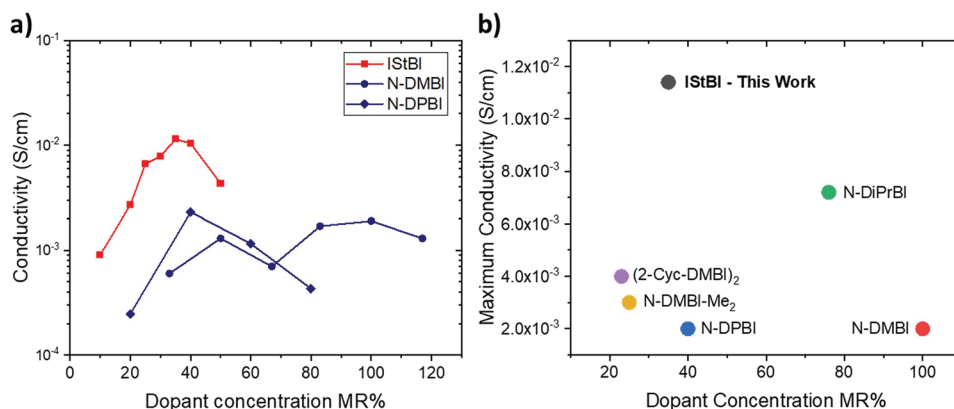 a)
Conductivity (S/cm)
10⁻¹
10⁻²
10⁻³
10⁻⁴
IStBI
N-DMBI
N-DPBI
0 20 40 60 80 100 120
Dopant concentration MR%
b)
Maximum Conductivity (S/cm)
1.2x10⁻²
1.0x10⁻²
8.0x10⁻³
6.0x10⁻³
4.0x10⁻³
2.0x10⁻³
IStBI - This Work
N-DiPrBI
(2-Cyc-DMBI)₂
N-DMBI-Me₂
N-DPBI
N-DMBI
20 40 60 80 100
Dopant Concentration MR%